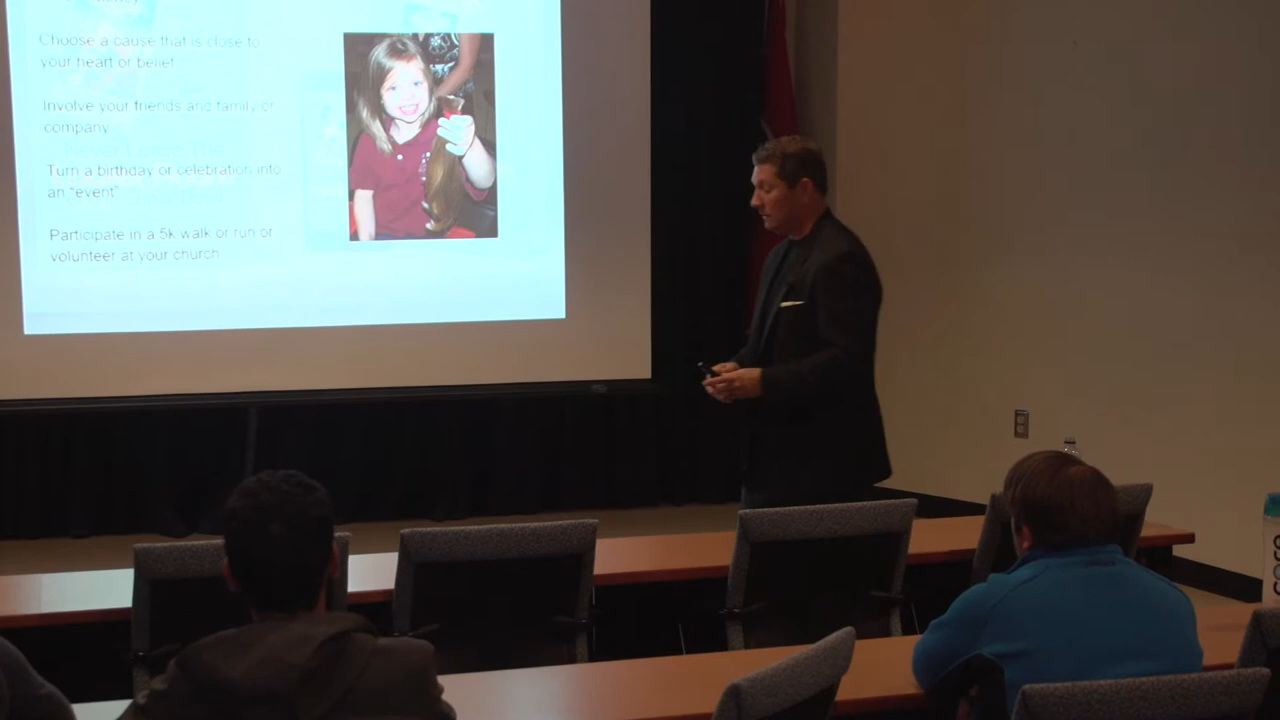 Choose a cause that is close to
your heart or belief
Involve your friends and family or
company
Turn a birthday or celebration into
an “event”
Participate in a 5k walk or run or
volunteer at your church